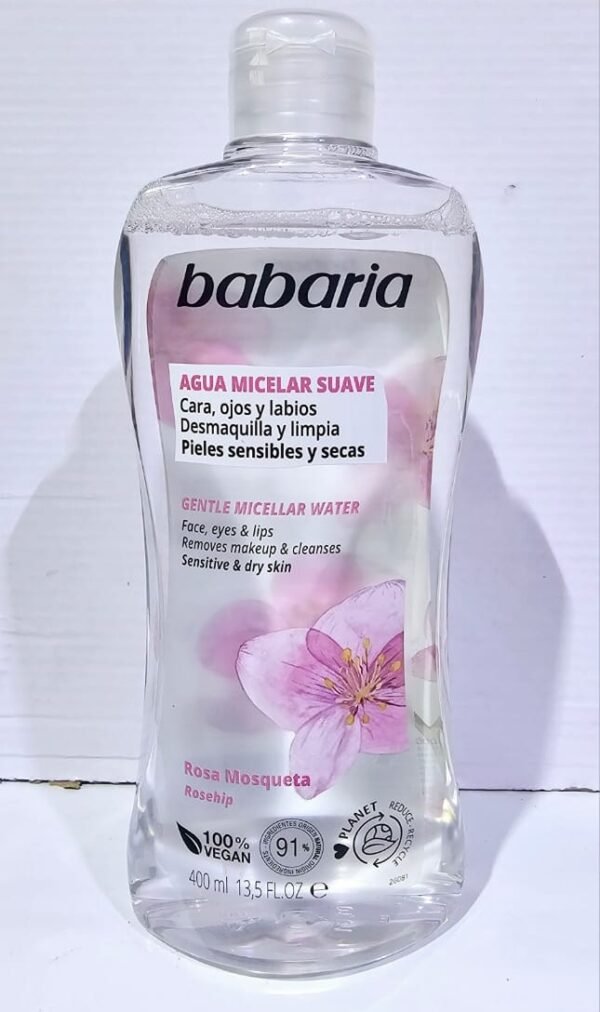 babaria
AGUA MICELAR SUAVE
Cara, ojos y labios
Desmaquilla y limpia
Pieles sensibles y secas
GENTLE MICELLAR WATER
Face, eyes & lips
Removes makeup & cleanses
Sensitive & dry skin
Rosa Mosqueta
Rosehip
100%
VEGAN
91%
PLANET
REDUCE·RECYCLE
400 ml 13,5 FL.OZ e
26081